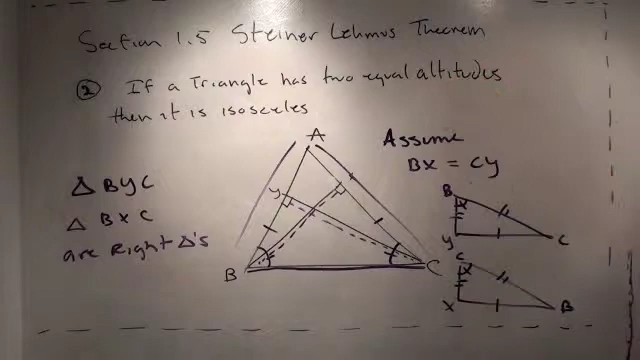 Section 1.5 Steiner Lehmus Theorem
② If a Triangle has two equal altitudes
then it is isosceles
Assume
BX = CY
Δ BYC
Δ BXC
are Right Δ's
A
Y
B
C
B
Y
C
C
X
B